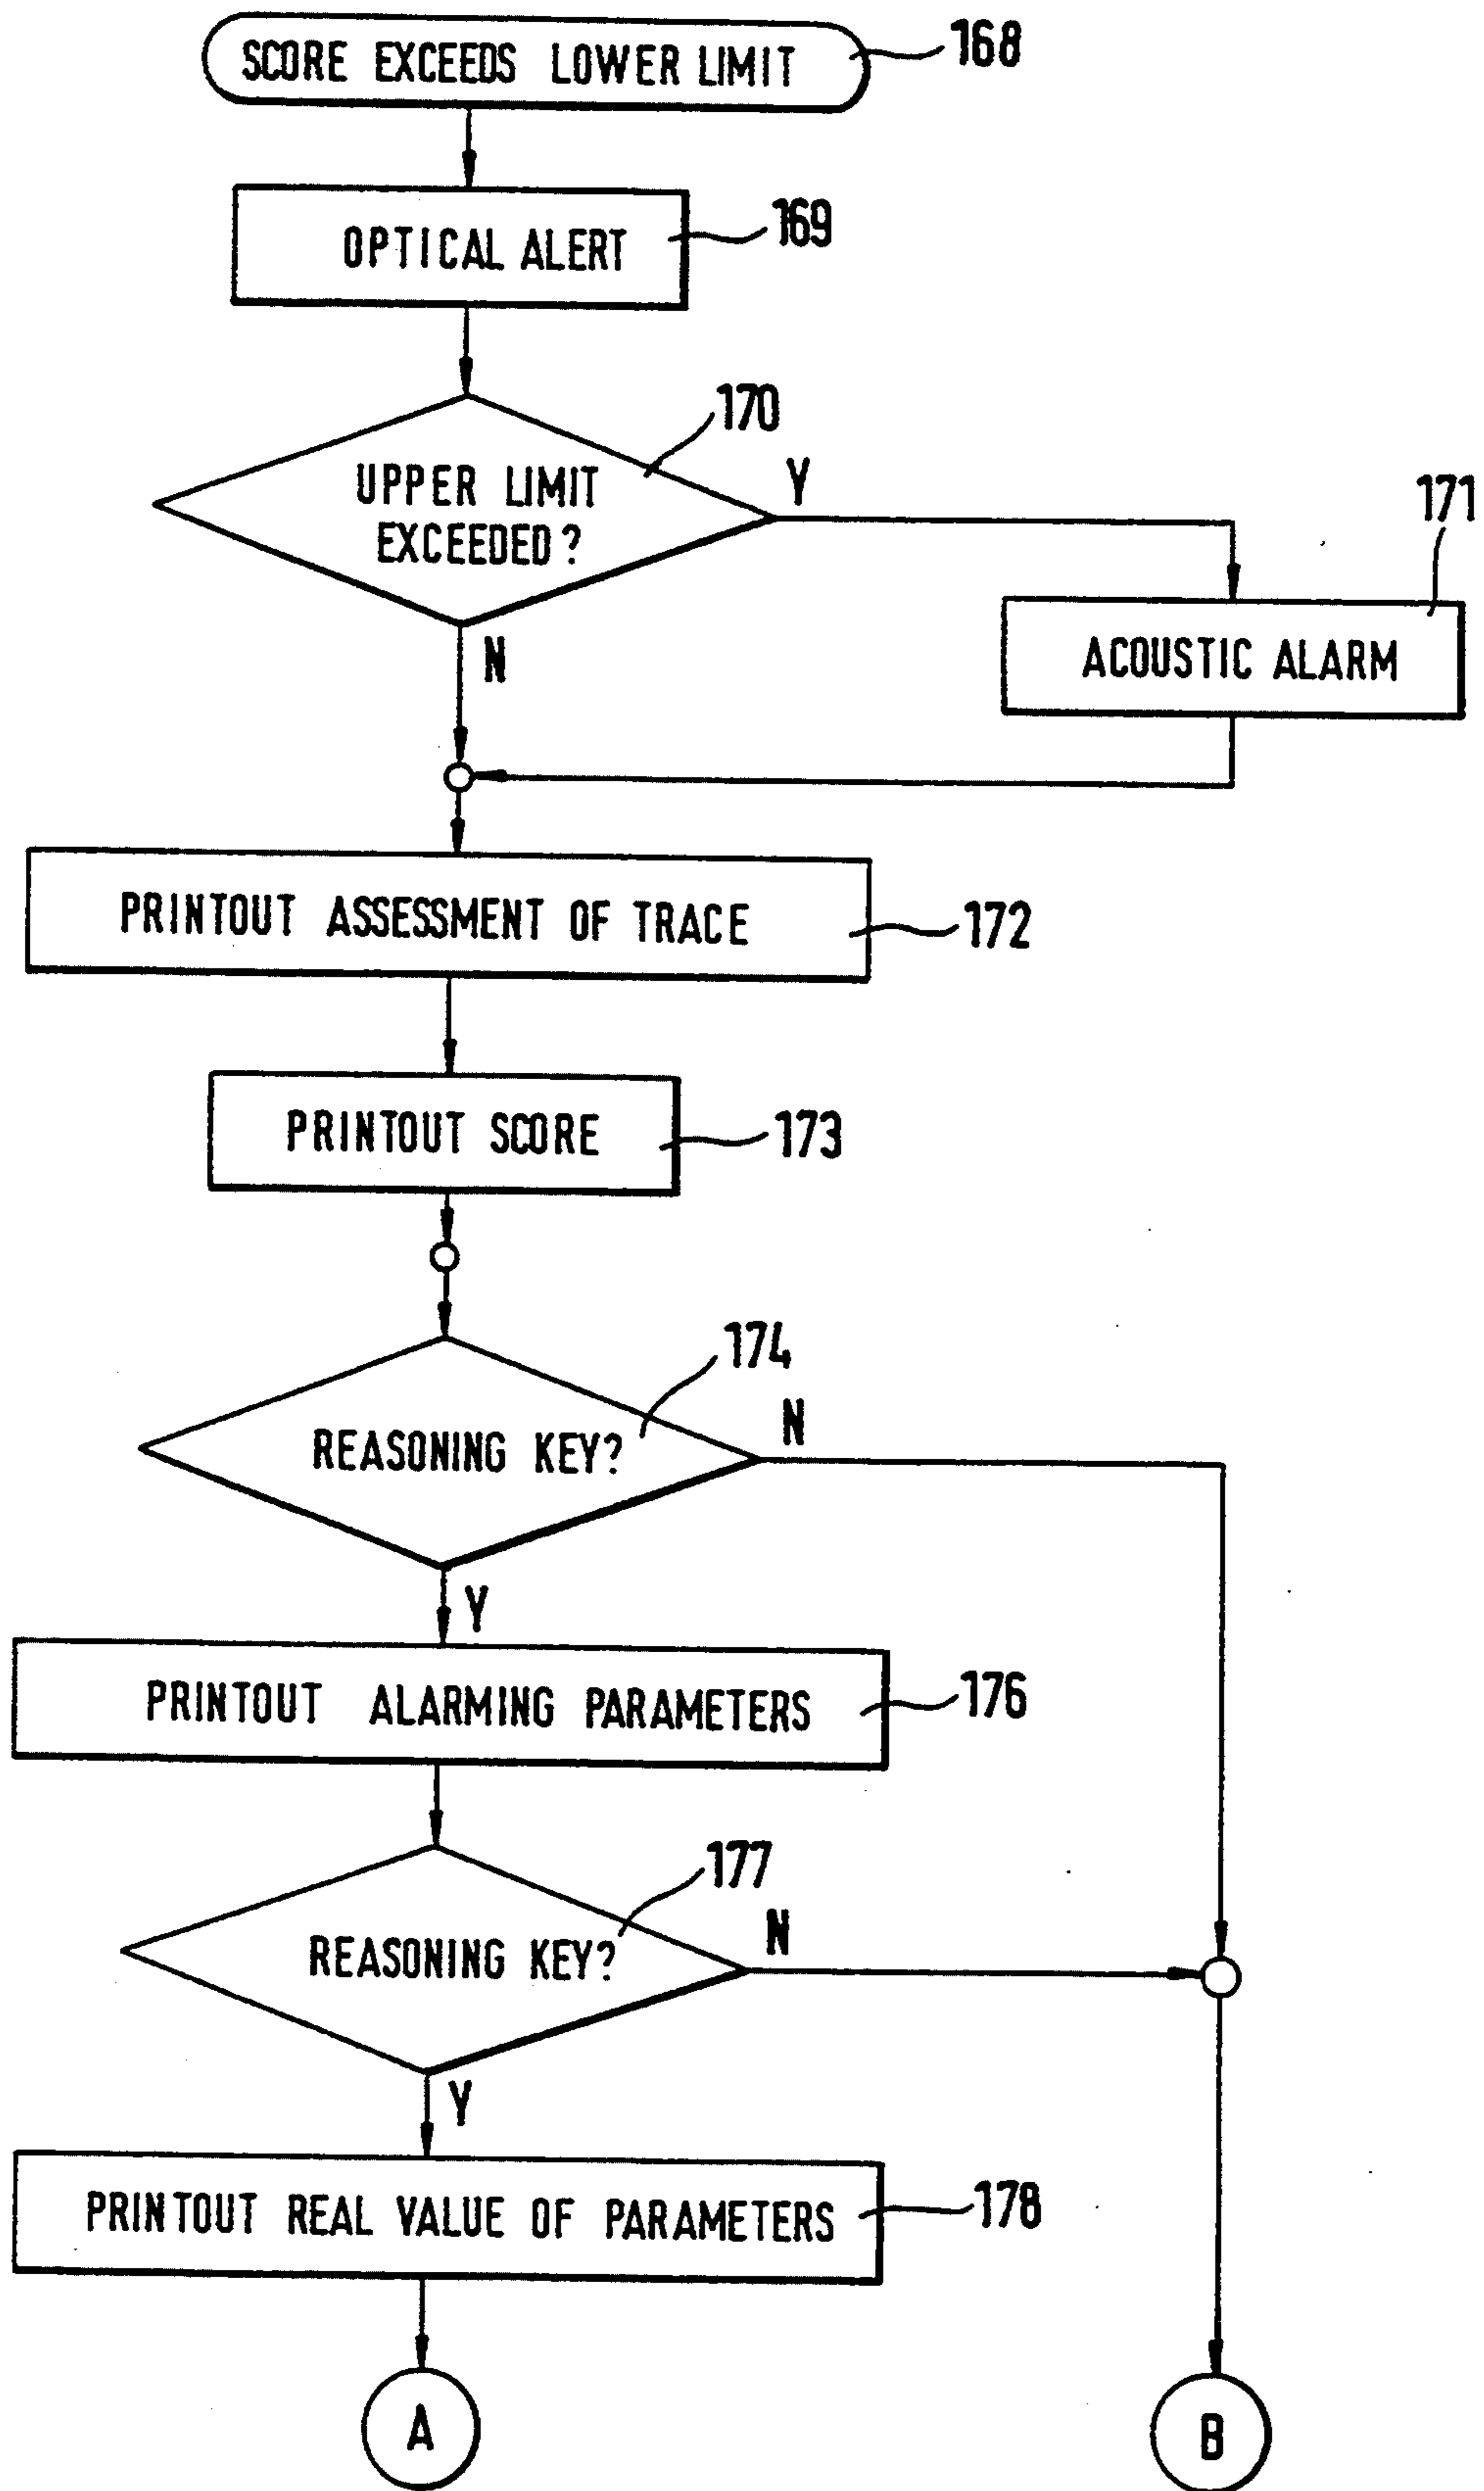 SCORE EXCEEDS LOWER LIMIT
168
OPTICAL ALERT
169
170
UPPER LIMIT
EXCEEDED?
Y
N
171
ACOUSTIC ALARM
PRINTOUT ASSESSMENT OF TRACE
172
PRINTOUT SCORE
173
174
REASONING KEY?
N
Y
PRINTOUT ALARMING PARAMETERS
176
177
REASONING KEY?
N
Y
PRINTOUT REAL VALUE OF PARAMETERS
178
A
B